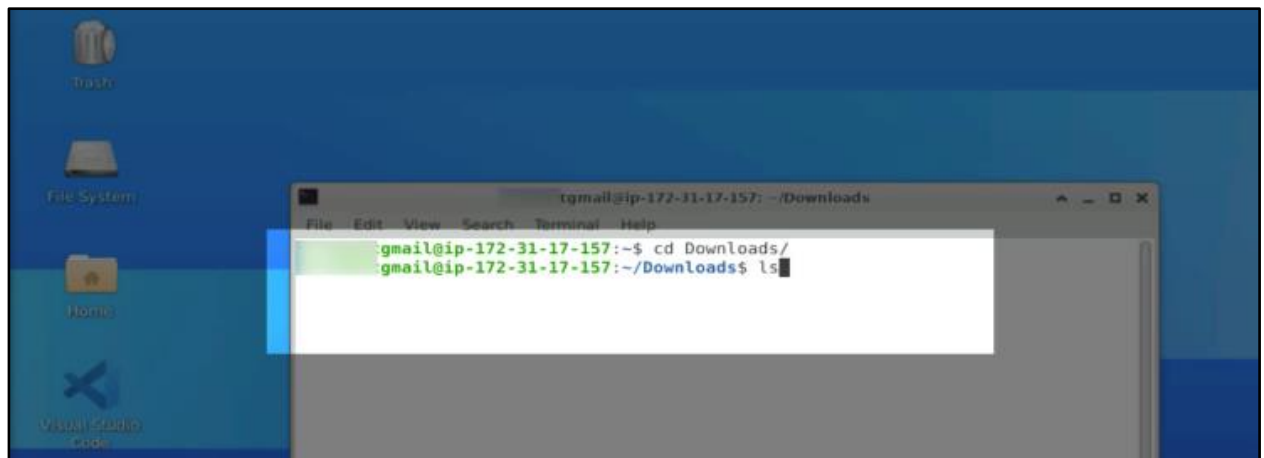 Trash
File System
Home
Visual Studio
Code
tgmail@ip-172-31-17-157: ~/Downloads
File Edit View Search Terminal Help
gmail@ip-172-31-17-157:~$ cd Downloads/
gmail@ip-172-31-17-157:~/Downloads$ ls